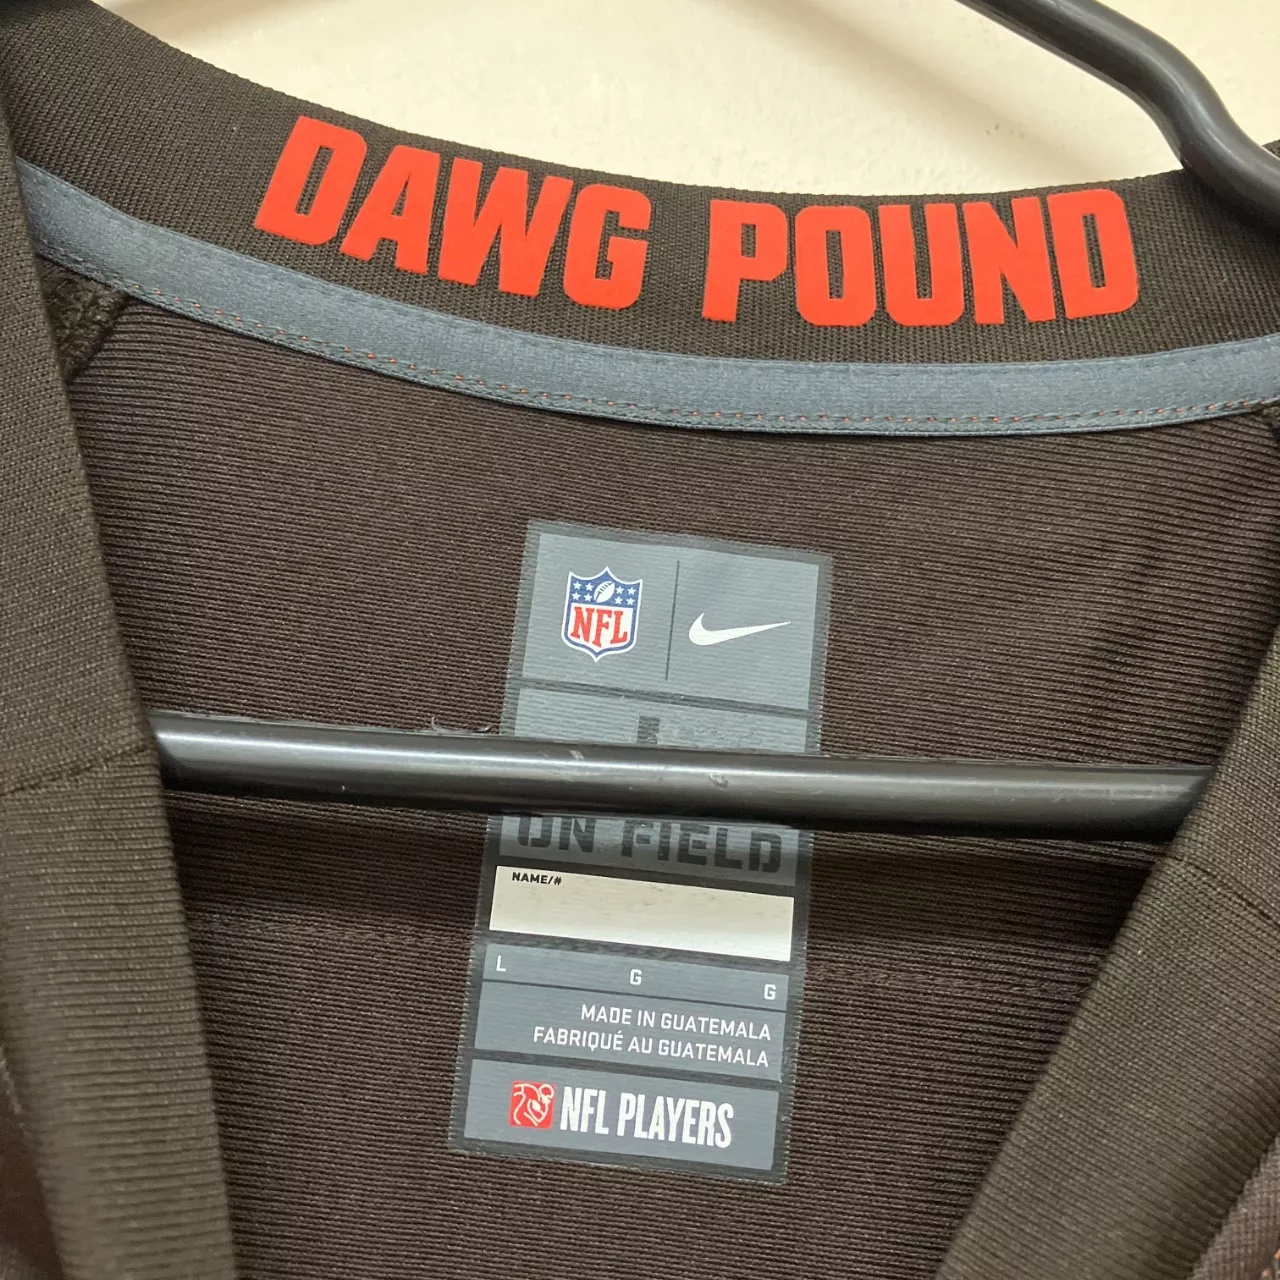 DAWG POUND
NFL
ON FIELD
NAME/#
L G G
MADE IN GUATEMALA
FABRIQUÉ AU GUATEMALA
NFL PLAYERS